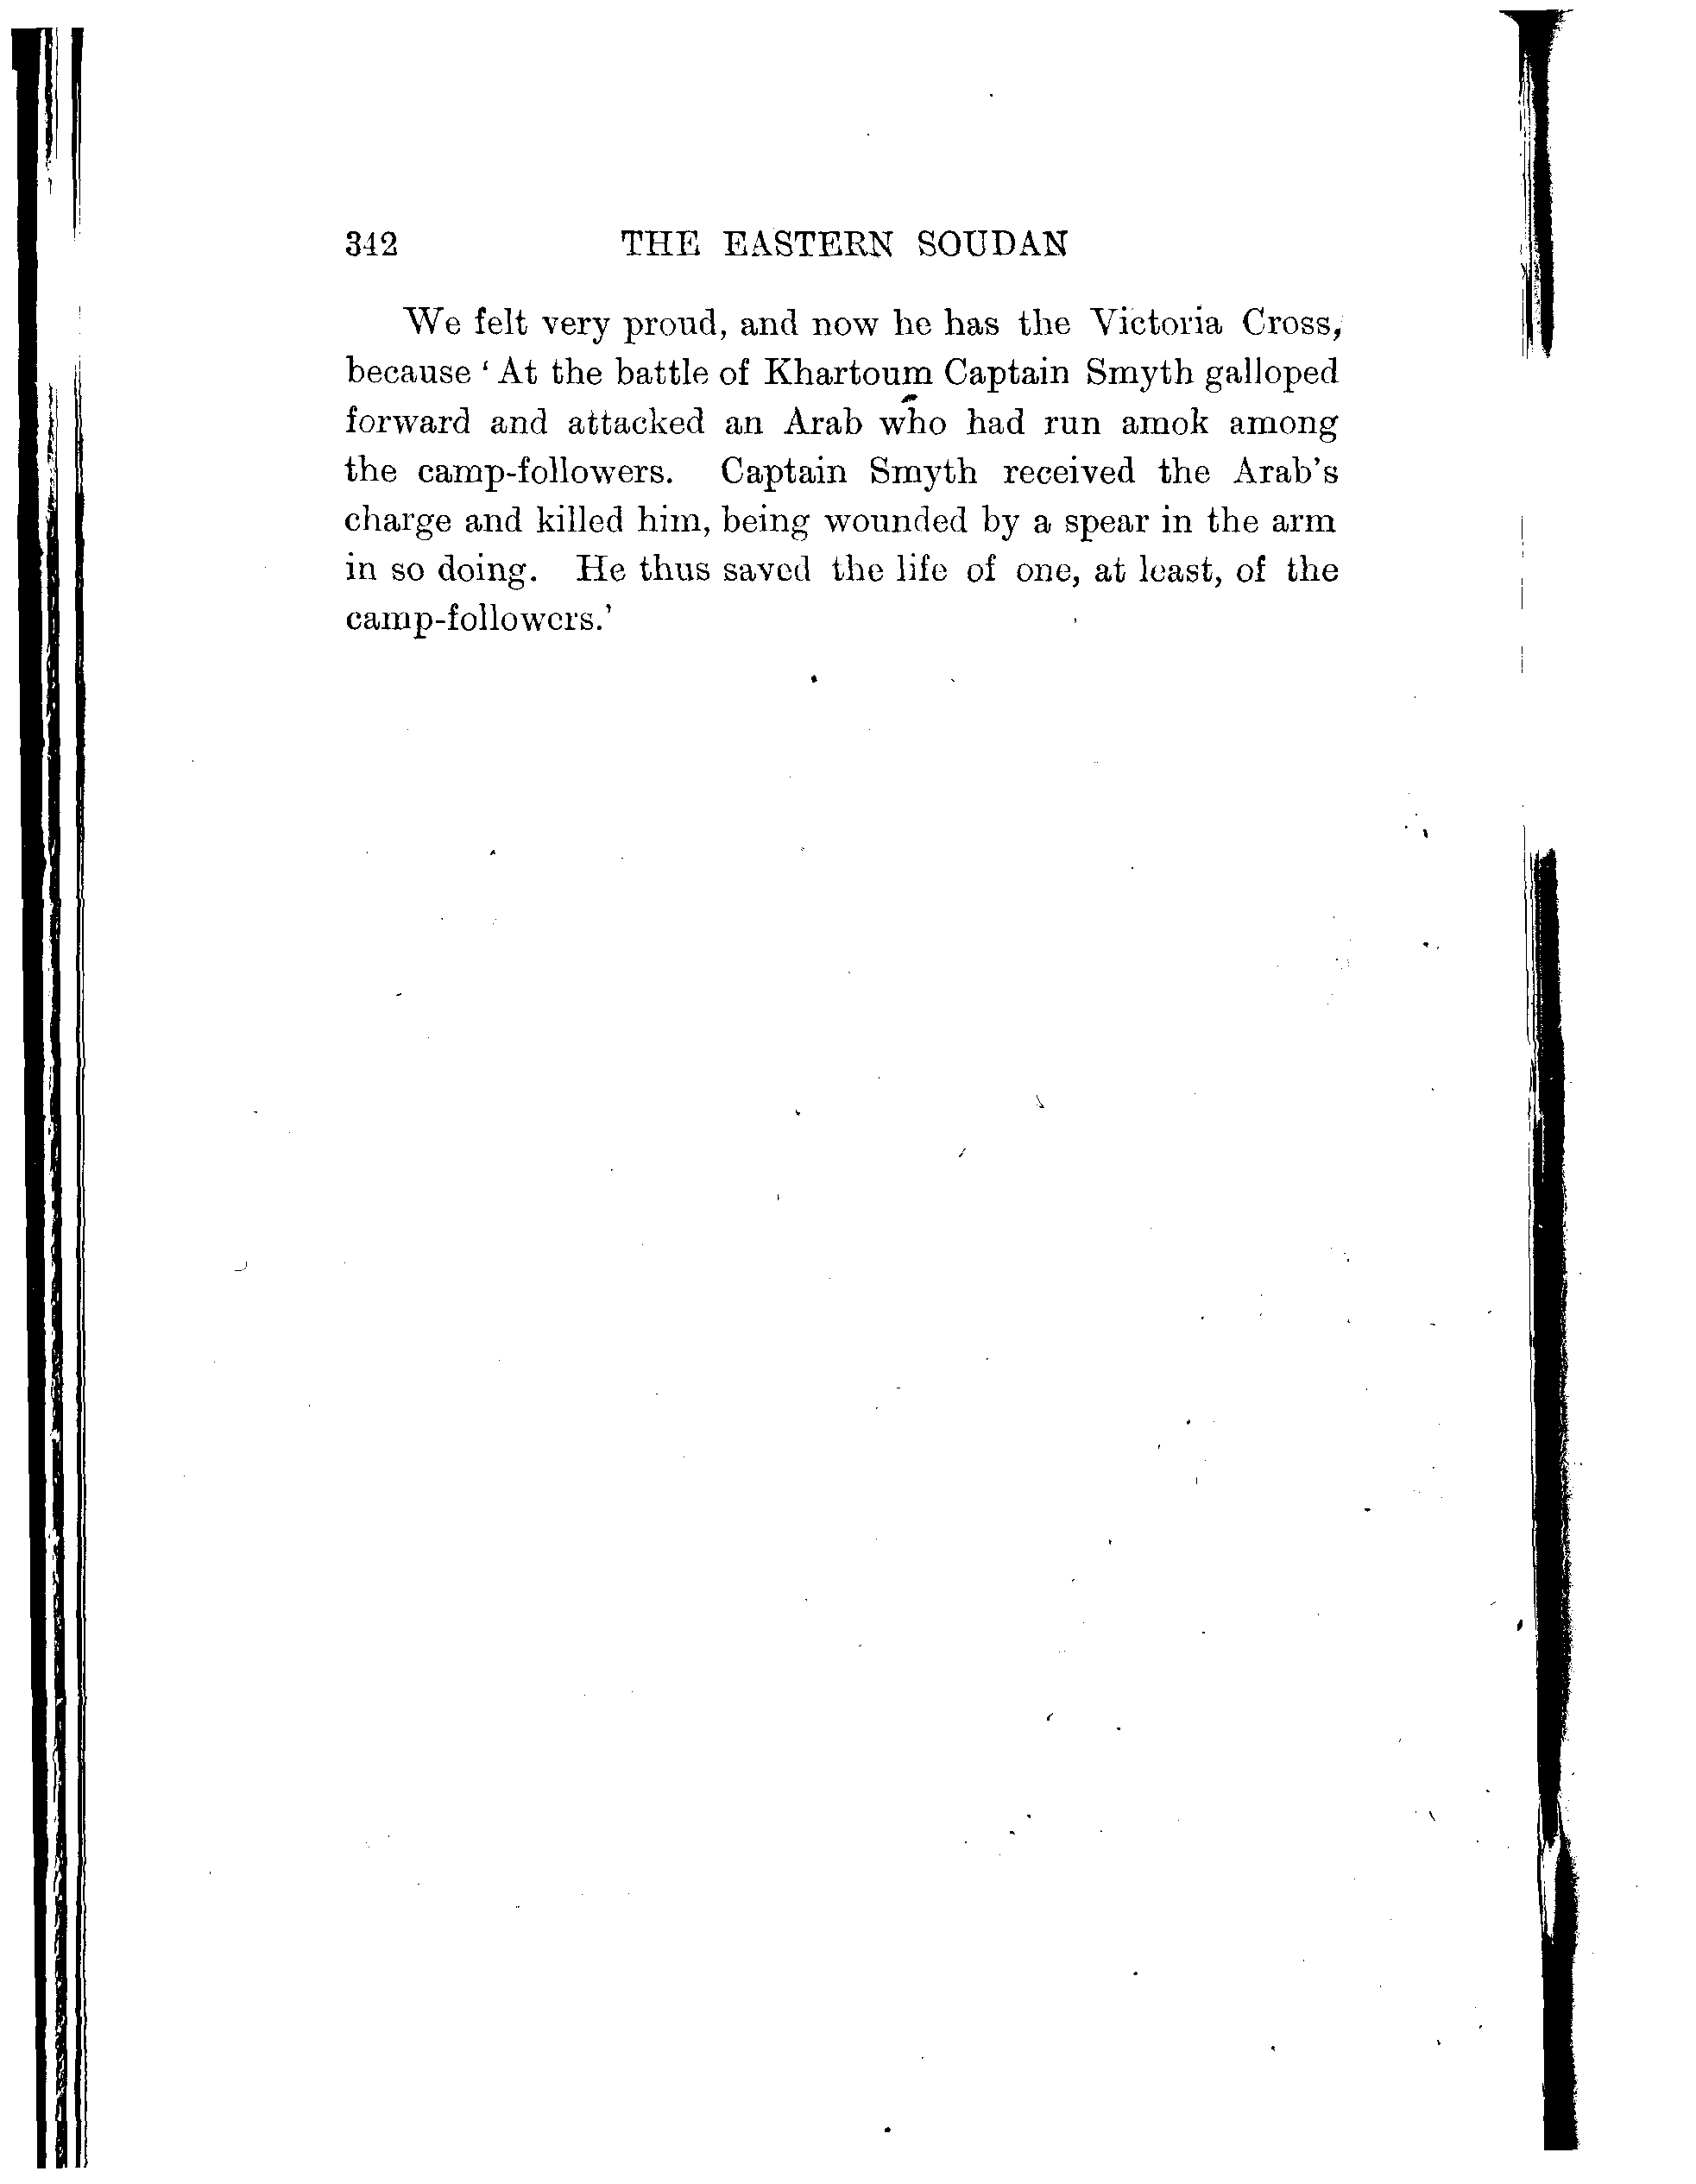 342 THE EASTERN SOUDAN
We felt very proud, and now he has the Victoria Cross,
because ‘ At the battle of Khartoum Captain Smyth galloped
forward and attacked an Arab who had run amok among
the camp-followers. Captain Smyth received the Arab’s
charge and killed him, being wounded by a spear in the arm
in so doing. He thus saved the life of one, at least, of the
camp-followers.’